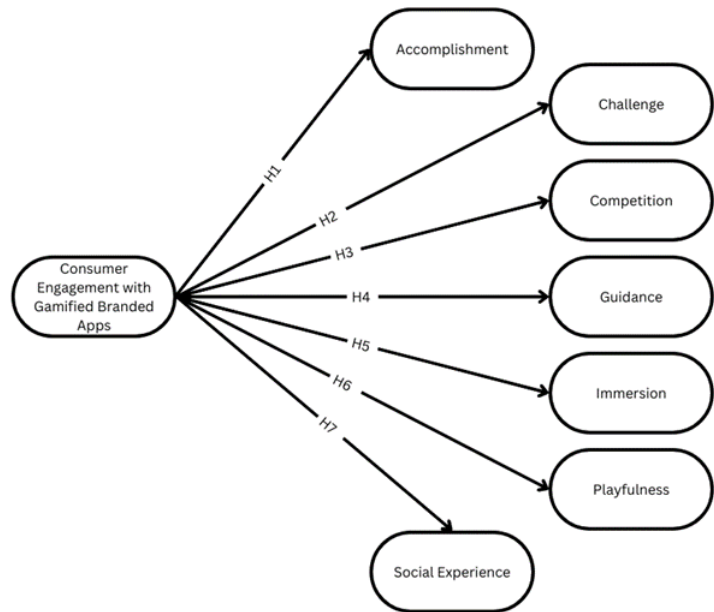 Accomplishment
Challenge
H1
H2
Competition
H3
Consumer
Engagement with
Gamified Branded
Apps
H4
Guidance
H5
Immersion
H6
H7
Playfulness
Social Experience